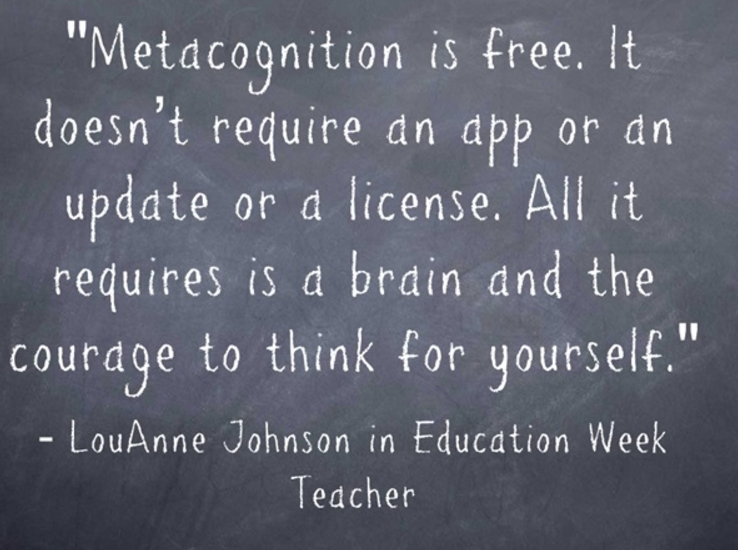 "Metacognition is free. It
doesn't require an app or an
update or a license. All it
requires is a brain and the
courage to think for yourself."
- LouAnne Johnson in Education Week
Teacher